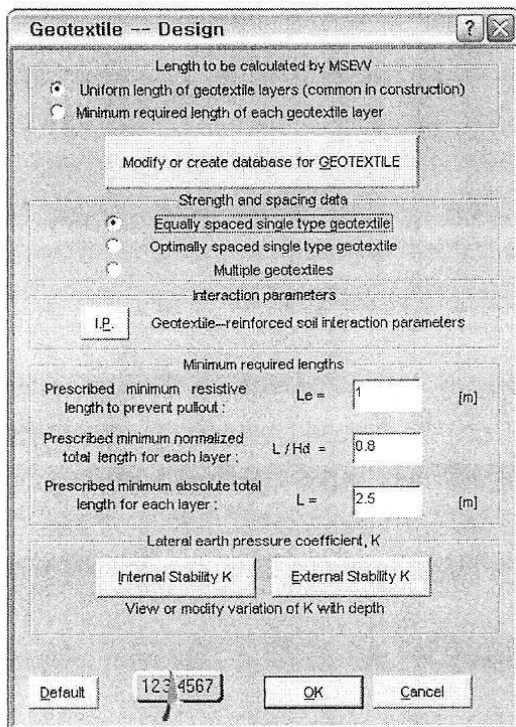 Geotextile -- Design
Length to be calculated by MSEW
Uniform length of geotextile layers (common in construction)
Minimum required length of each geotextile layer
Modify or create database for GEOTEXTILE
Strength and spacing data
Equally spaced single type geotextile
Optimally spaced single type geotextile
Multiple geotextiles
Interaction parameters
I.P. Geotextile--reinforced soil interaction parameters
Minimum required lengths
Prescribed minimum resistive
length to prevent pullout : Le = 1 [m]
Prescribed minimum normalized
total length for each layer : L / Hd = 0.8
Prescribed minimum absolute total
length for each layer : L = 2.5 [m]
Lateral earth pressure coefficient, K
Internal Stability K External Stability K
View or modify variation of K with depth
Default 1234567 OK Cancel